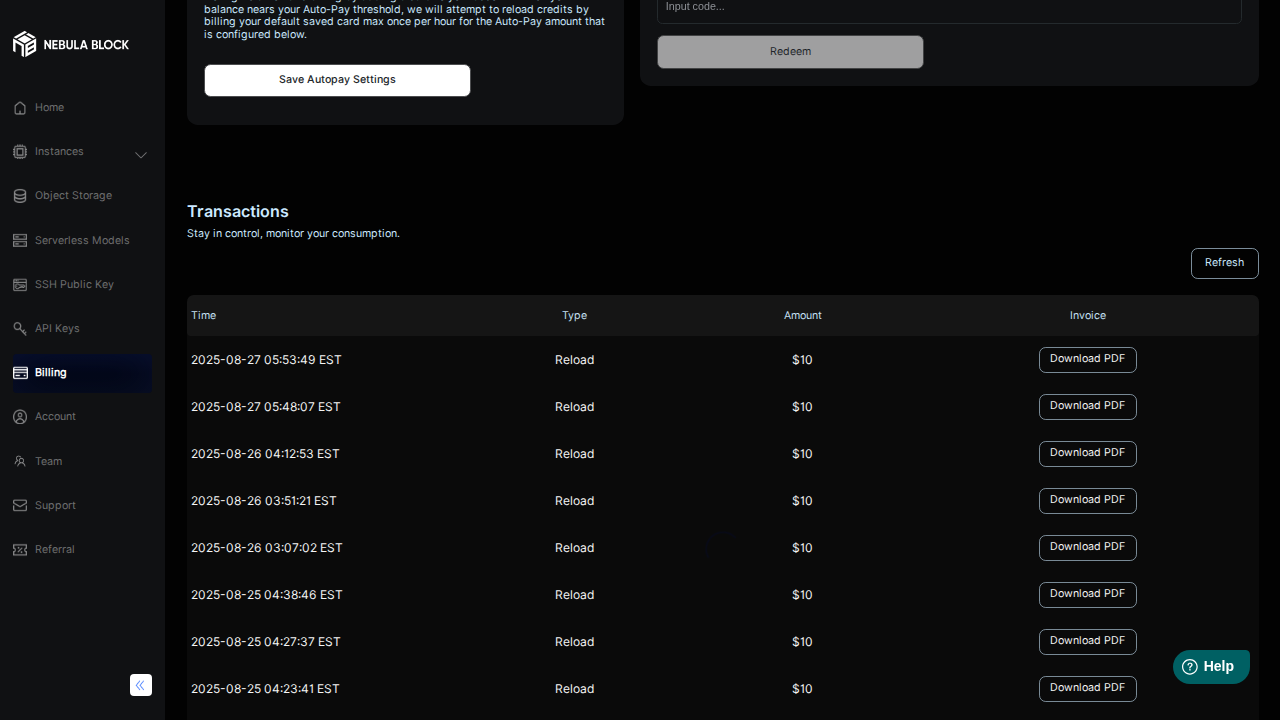 NEBULA BLOCK
Home
Instances
Object Storage
Serverless Models
SSH Public Key
API Keys
Billing
Account
Team
Support
Referral
balance nears your Auto-Pay threshold, we will attempt to reload credits by
billing your default saved card max once per hour for the Auto-Pay amount that
is configured below.
Save Autopay Settings
Input code...
Redeem
Transactions
Stay in control, monitor your consumption.
Refresh
Time Type Amount Invoice
2025-08-27 05:53:49 EST Reload $10 Download PDF
2025-08-27 05:48:07 EST Reload $10 Download PDF
2025-08-26 04:12:53 EST Reload $10 Download PDF
2025-08-26 03:51:21 EST Reload $10 Download PDF
2025-08-26 03:07:02 EST Reload $10 Download PDF
2025-08-25 04:38:46 EST Reload $10 Download PDF
2025-08-25 04:27:37 EST Reload $10 Download PDF
2025-08-25 04:23:41 EST Reload $10 Download PDF
Help